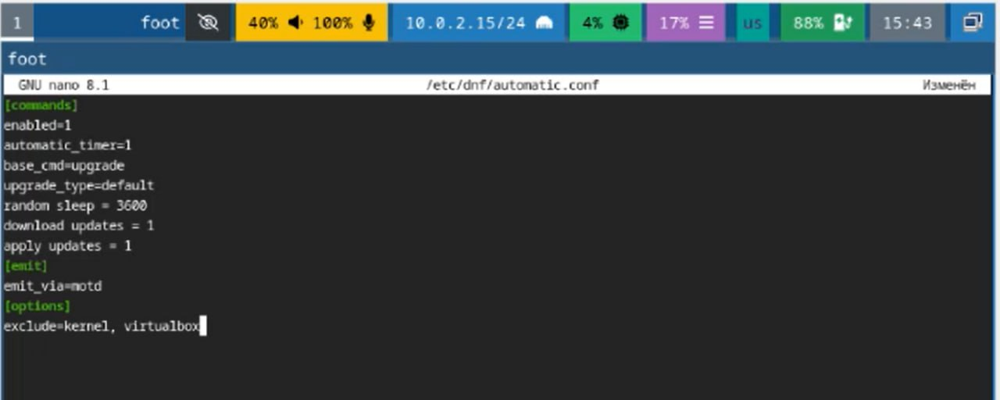 1 foot 40% 100% 10.0.2.15/24 4% 17% us 88% 15:43
foot
GNU nano 8.1 /etc/dnf/automatic.conf Изменён
[commands]
enabled=1
automatic_timer=1
base_cmd=upgrade
upgrade_type=default
random sleep = 3600
download updates = 1
apply updates = 1
[emit]
emit_via=motd
[options]
exclude=kernel, virtualbox